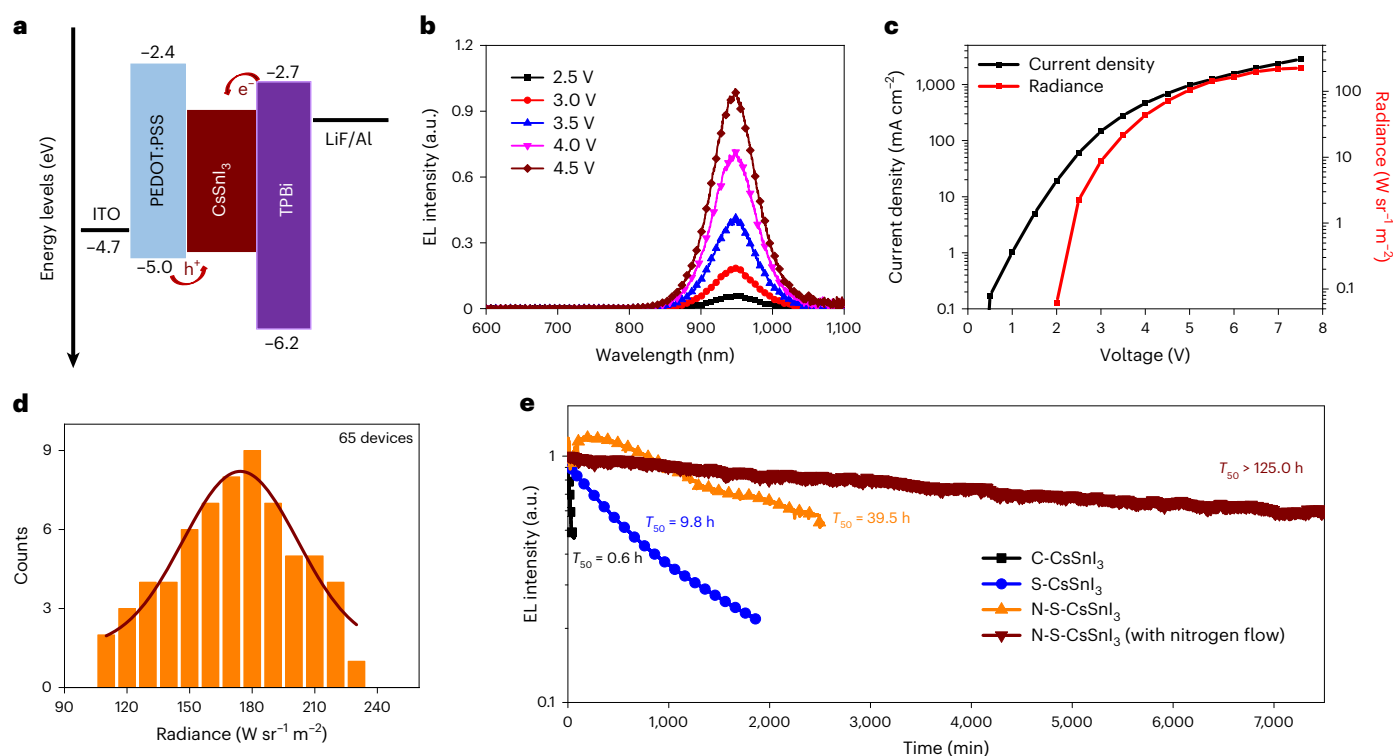 a
Energy levels (eV)
ITO
−4.7
−2.4
PEDOT:PSS
−5.0
h⁺
CsSnI₃
e⁻
−2.7
TPBi
−6.2
LiF/Al
b
EL intensity (a.u.)
1.2
0.9
0.6
0.3
0
2.5 V
3.0 V
3.5 V
4.0 V
4.5 V
600 700 800 900 1,000 1,100
Wavelength (nm)
c
Current density (mA cm⁻²)
1,000
100
10
1
0.1
Current density
Radiance
100
10
1
0.1
Radiance (W sr⁻¹ m⁻²)
0 1 2 3 4 5 6 7 8
Voltage (V)
d
65 devices
Counts
9
6
3
0
90 120 150 180 210 240
Radiance (W sr⁻¹ m⁻²)
e
EL intensity (a.u.)
1
0.1
T₅₀ = 0.6 h
T₅₀ = 9.8 h
T₅₀ = 39.5 h
T₅₀ > 125.0 h
C-CsSnI₃
S-CsSnI₃
N-S-CsSnI₃
N-S-CsSnI₃ (with nitrogen flow)
0 1,000 2,000 3,000 4,000 5,000 6,000 7,000
Time (min)